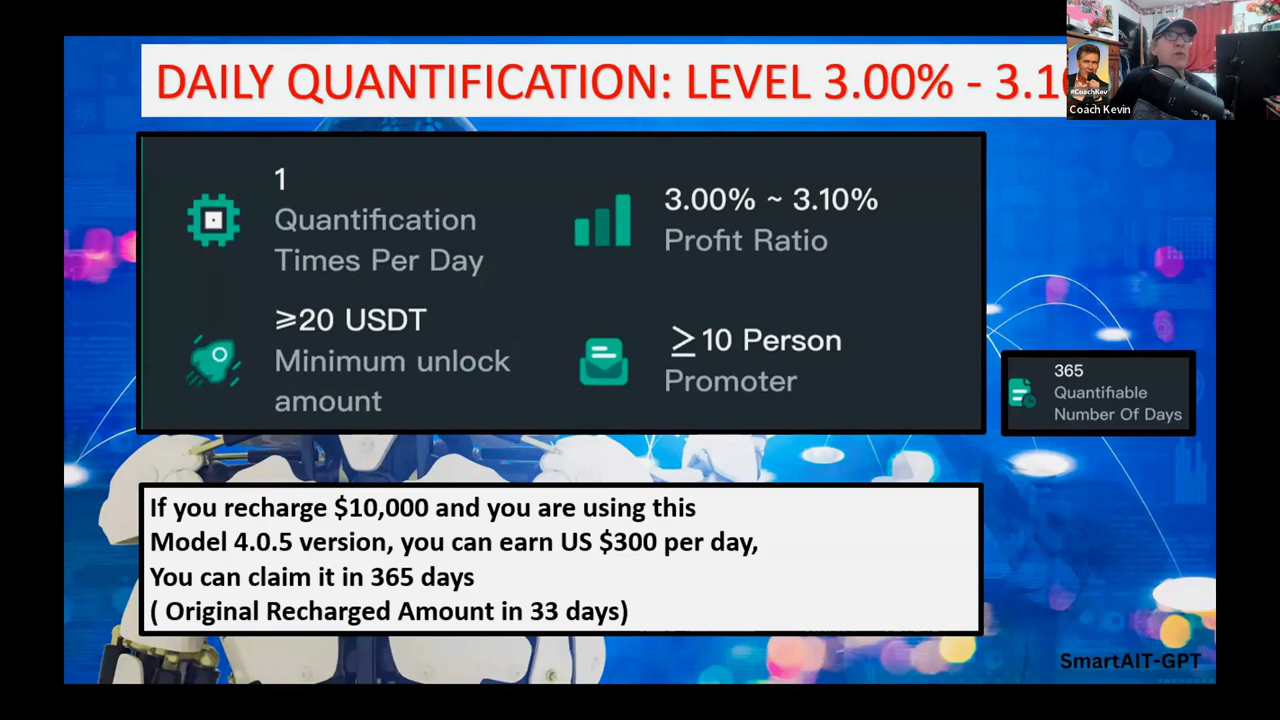 DAILY QUANTIFICATION: LEVEL 3.00% - 3.1
#CoachKev
Coach Kevin
1
Quantification
Times Per Day
3.00% ~ 3.10%
Profit Ratio
⩾20 USDT
Minimum unlock
amount
≥10 Person
Promoter
365
Quantifiable
Number Of Days
If you recharge $10,000 and you are using this
Model 4.0.5 version, you can earn US $300 per day,
You can claim it in 365 days
( Original Recharged Amount in 33 days)
SmartAIT-GPT